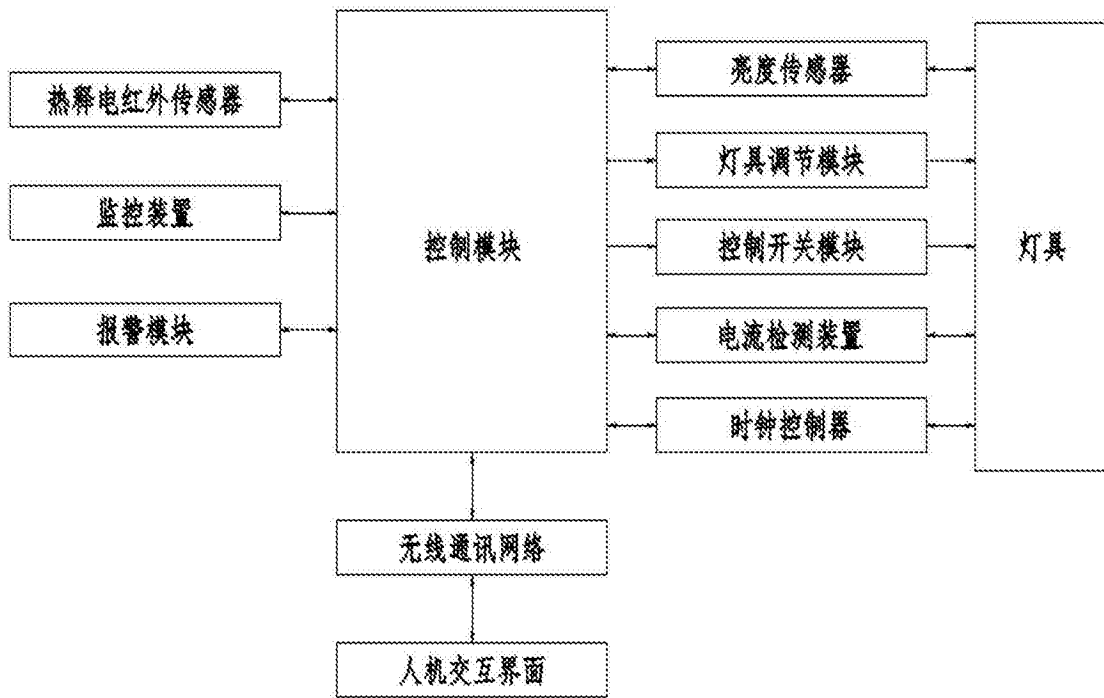 热释电红外传感器
监控装置
报警模块
控制模块
亮度传感器
灯具调节模块
控制开关模块
电流检测装置
时钟控制器
灯具
无线通讯网络
人机交互界面